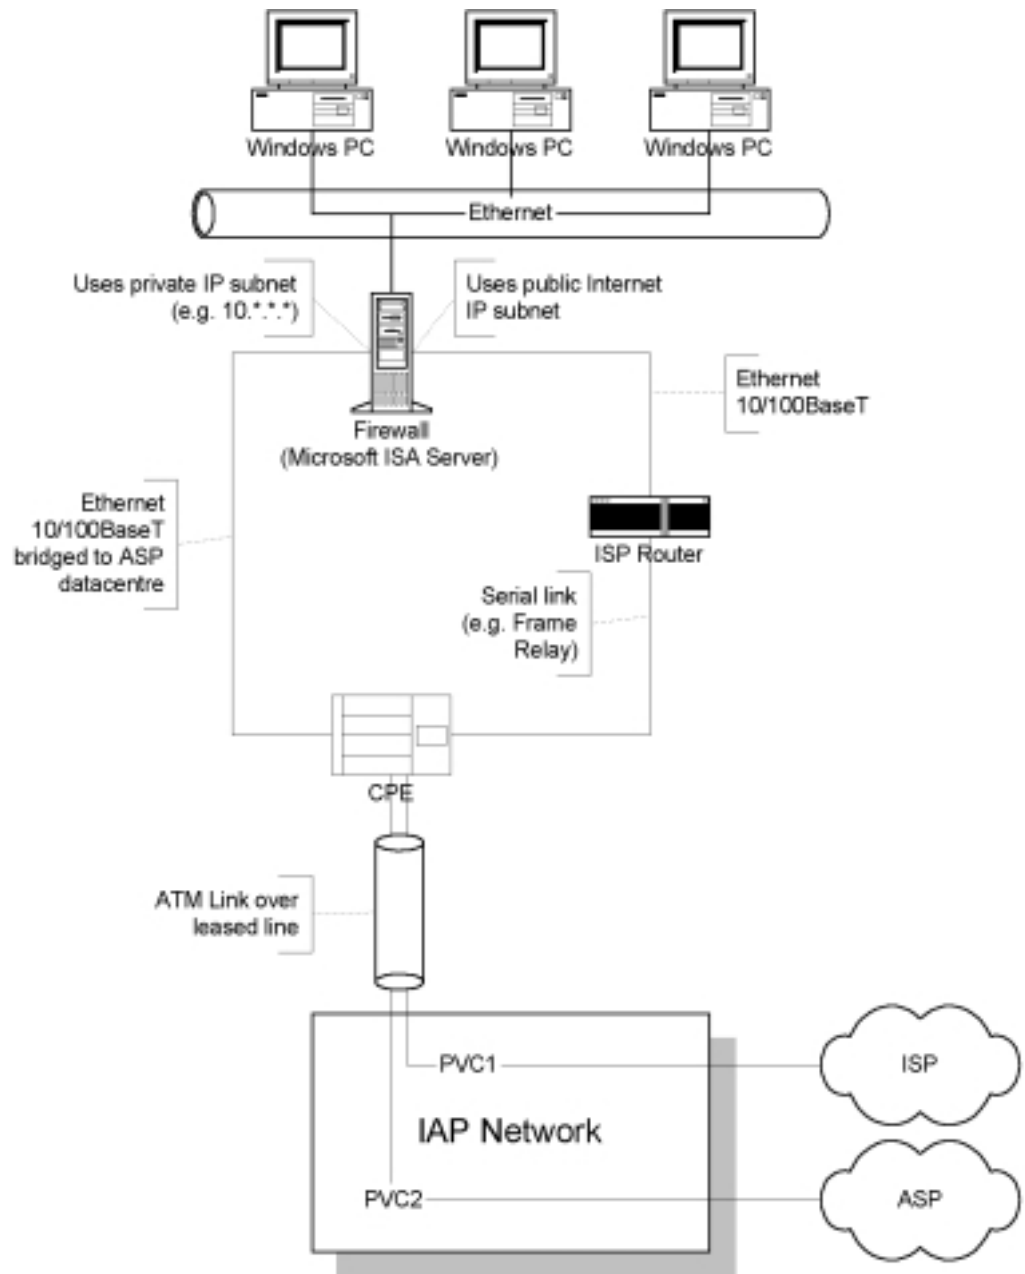 Windows PC
Windows PC
Windows PC
Ethernet
Uses private IP subnet
(e.g. 10.*.*.*)
Uses public Internet
IP subnet
Ethernet
10/100BaseT
Firewall
(Microsoft ISA Server)
Ethernet
10/100BaseT
bridged to ASP
datacentre
ISP Router
Serial link
(e.g. Frame
Relay)
CPE
ATM Link over
leased line
PVC1
ISP
IAP Network
PVC2
ASP